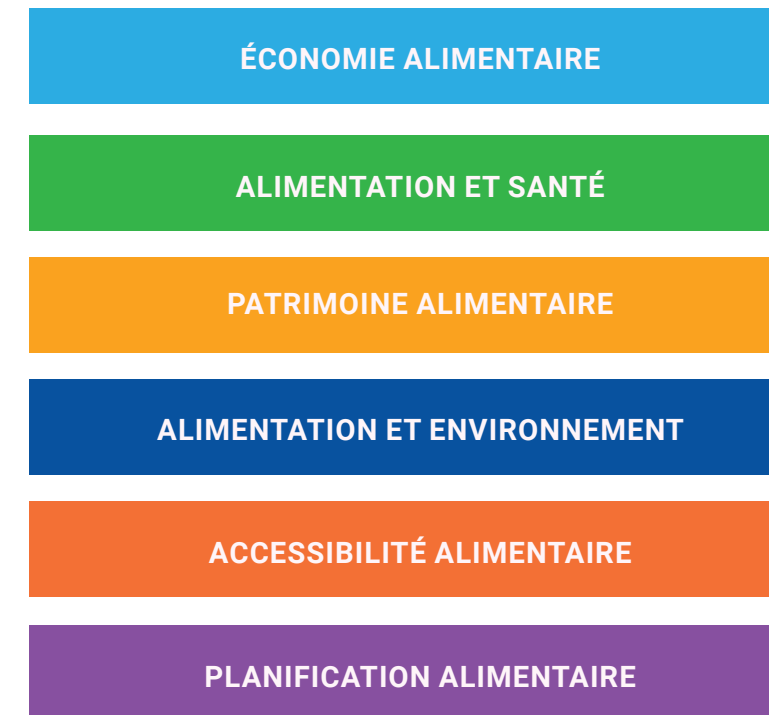 ÉCONOMIE ALIMENTAIRE
ALIMENTATION ET SANTÉ
PATRIMOINE ALIMENTAIRE
ALIMENTATION ET ENVIRONNEMENT
ACCESSIBILITÉ ALIMENTAIRE
PLANIFICATION ALIMENTAIRE